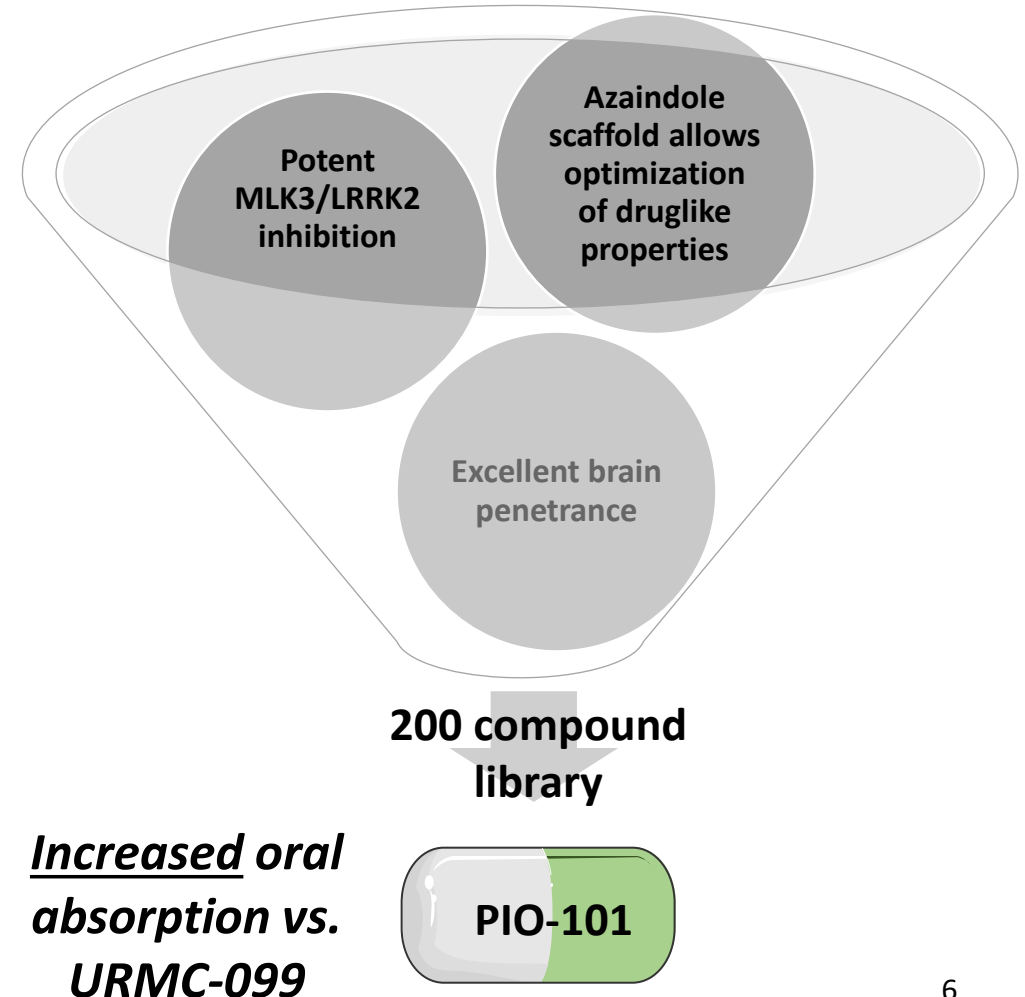 Potent
MLK3/LRRK2
inhibition
Azaindole
scaffold allows
optimization
of druglike
properties
Excellent brain
penetrance
200 compound
library
Increased oral
absorption vs.
URMC-099
PIO-101
6